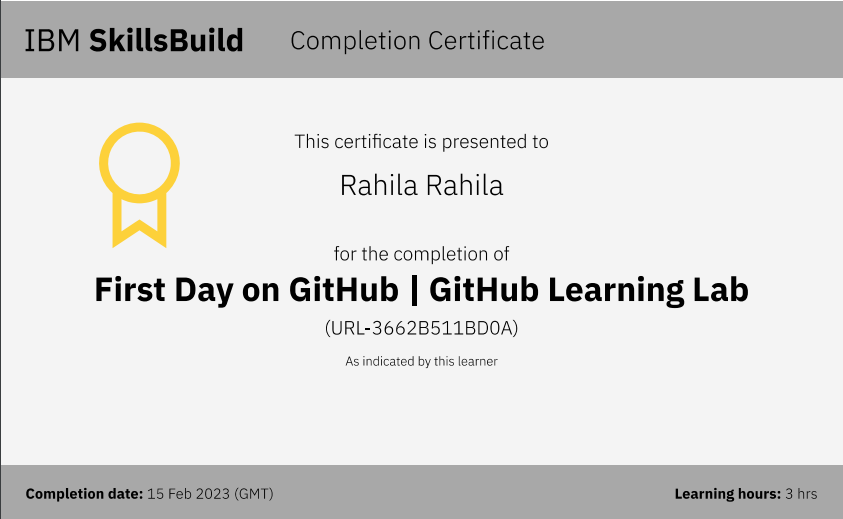 IBM SkillsBuild Completion Certificate
This certificate is presented to
Rahila Rahila
for the completion of
First Day on GitHub | GitHub Learning Lab
(URL-3662B511BD0A)
As indicated by this learner
Completion date: 15 Feb 2023 (GMT) Learning hours: 3 hrs